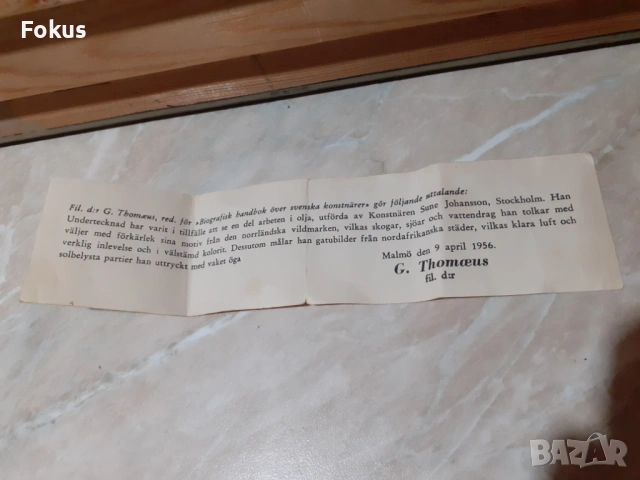 Fokus
Fil. d:r G. Thomæus, red. för »Biografisk handbok över svenska konstnärer» gör följande uttalande:
Undertecknad har varit i tillfälle att se en del arbeten i olja, utförda av Konstnären Sune Johansson, Stockholm. Han
väljer med förkärlek sina motiv från den norrländska vildmarken, vilkas skogar, sjöar och vattendrag han tolkar med
verklig inlevelse och i välstämd kolorit. Dessutom målar han gatubilder från nordafrikanska städer, vilkas klara luft och
solbelysta partier han uttryckt med vaket öga
Malmö den 9 april 1956.
G. Thomæus
fil. d:r
BAZAR